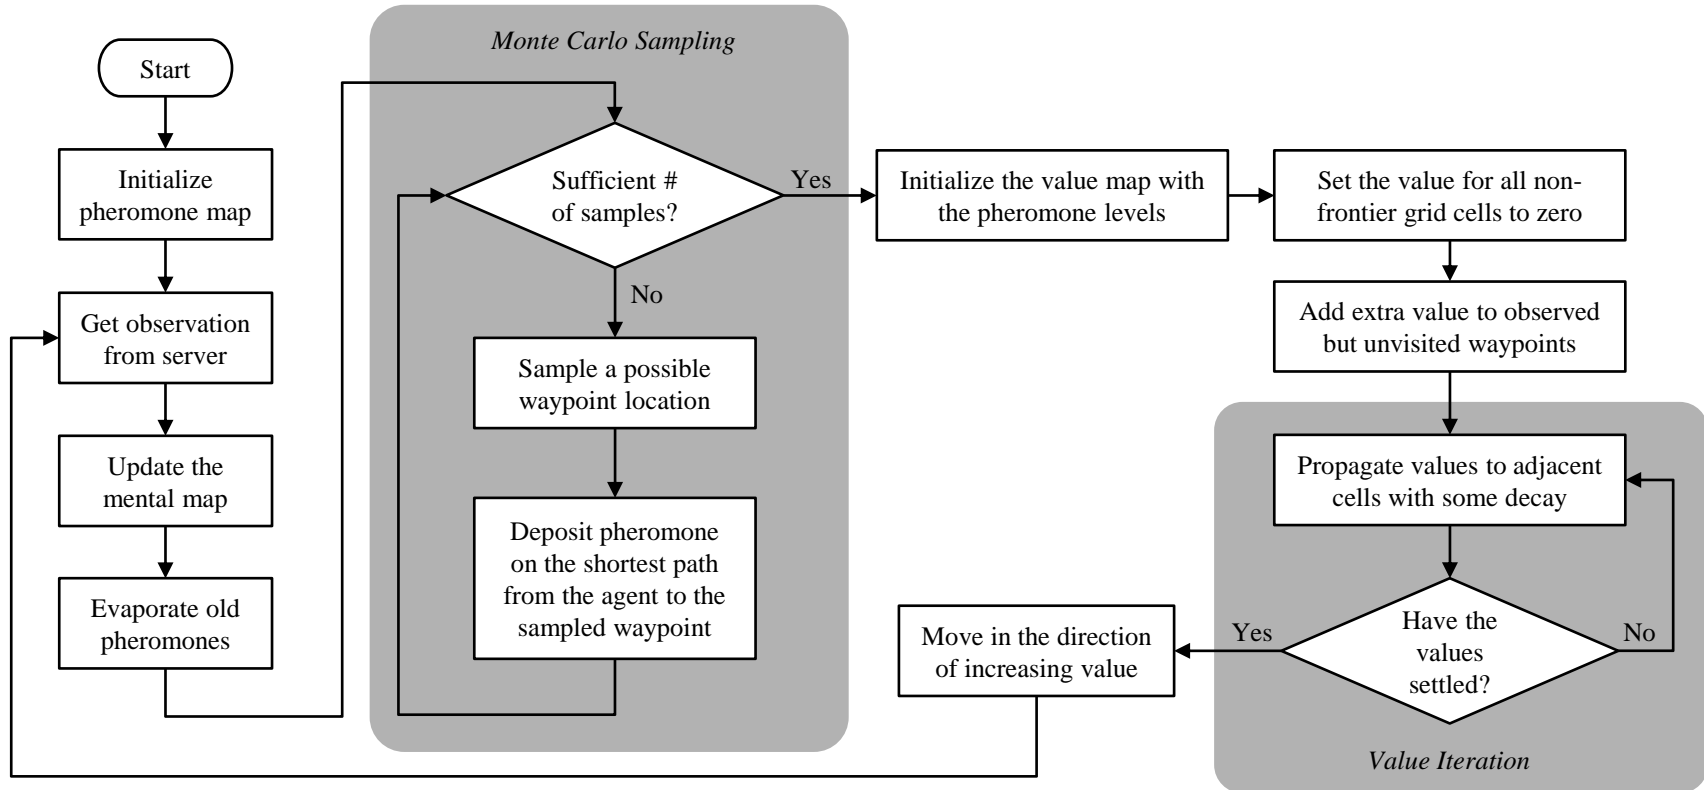 Start
Initialize
pheromone map
Get observation
from server
Update the
mental map
Evaporate old
pheromones
Monte Carlo Sampling
Sufficient #
of samples?
Yes
No
Sample a possible
waypoint location
Deposit pheromone
on the shortest path
from the agent to the
sampled waypoint
Initialize the value map with
the pheromone levels
Set the value for all non-
frontier grid cells to zero
Add extra value to observed
but unvisited waypoints
Propagate values to adjacent
cells with some decay
Have the
values
settled?
No
Yes
Move in the direction
of increasing value
Value Iteration